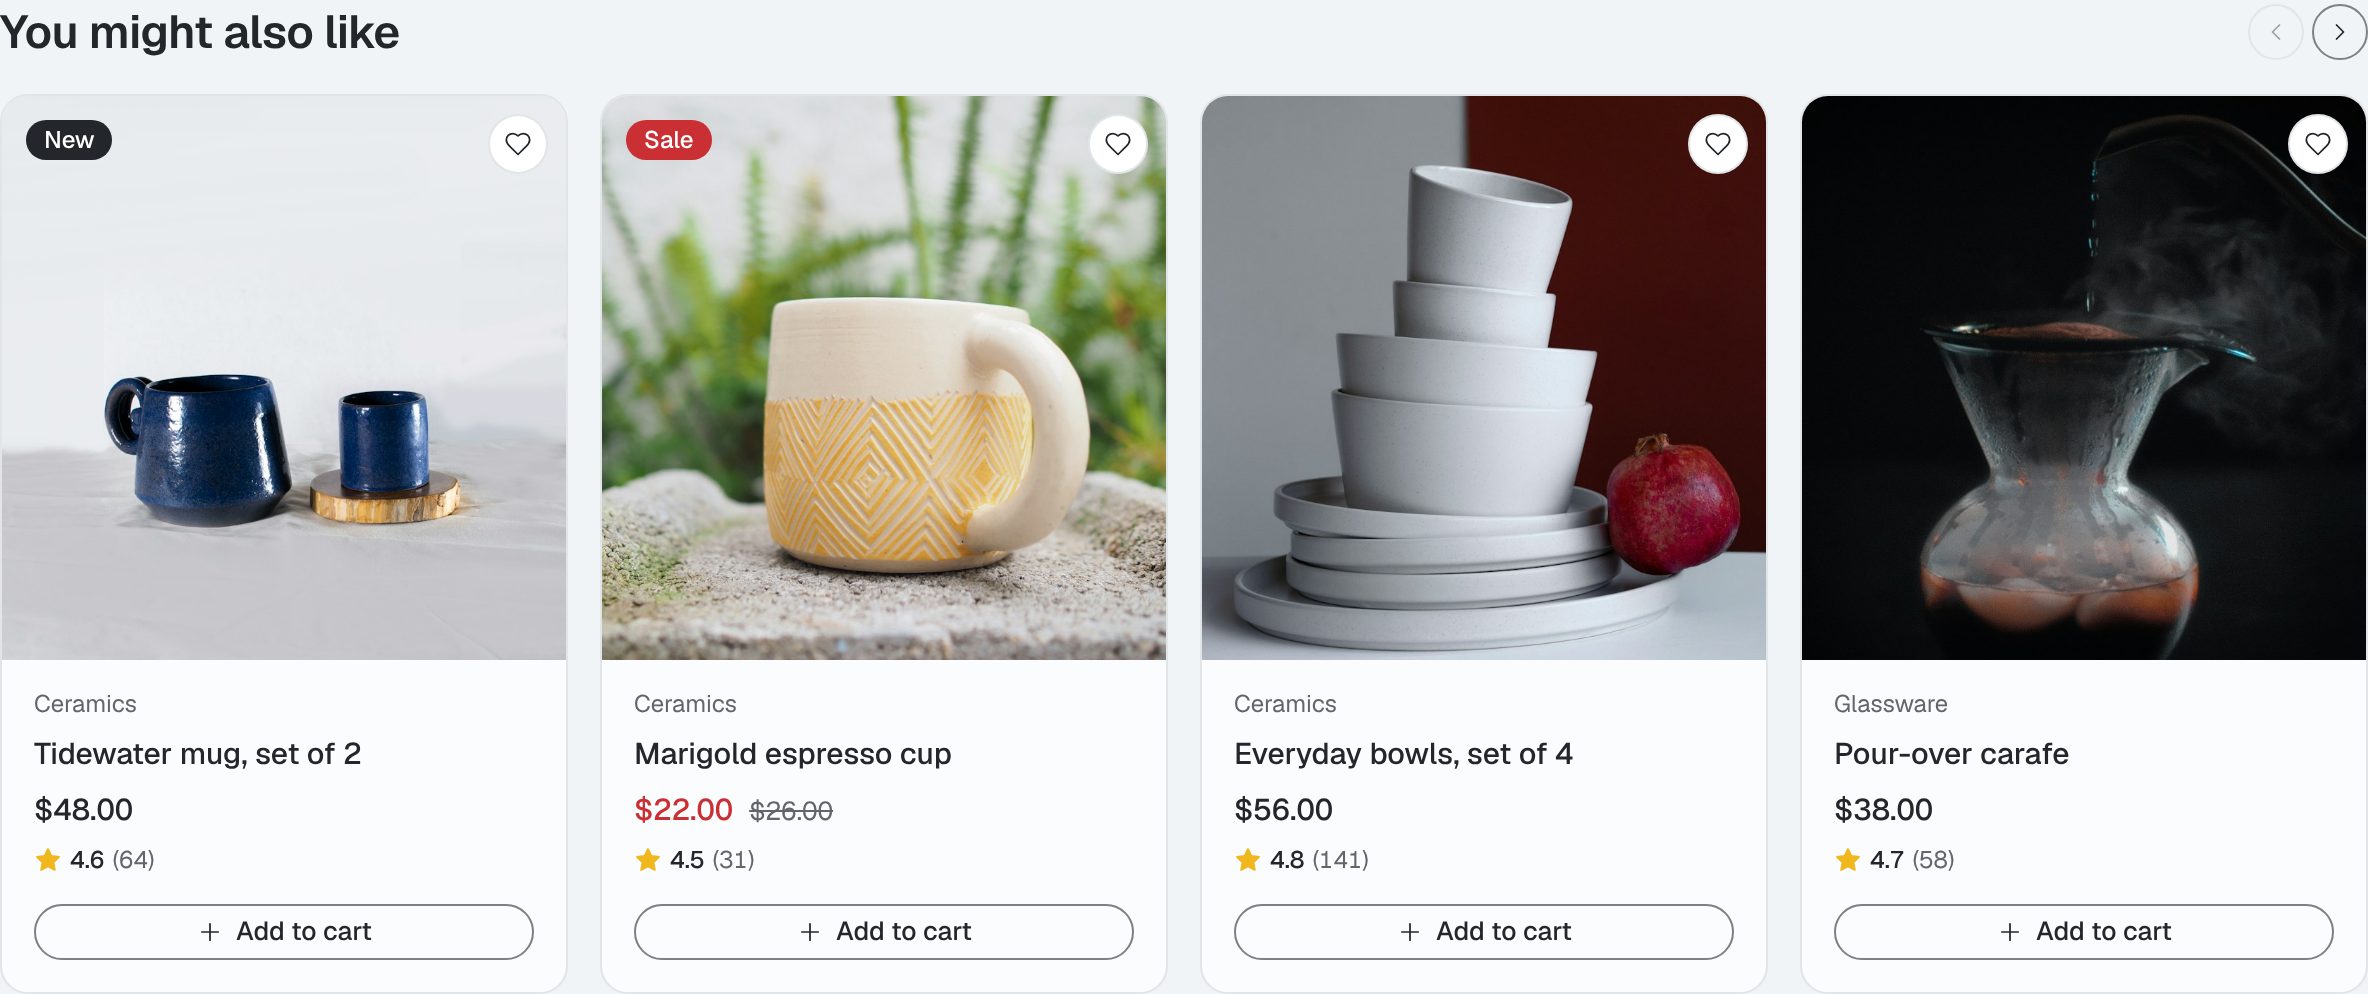 You might also like
New
Ceramics
Tidewater mug, set of 2
$48.00
4.6 (64)
Add to cart
Sale
Ceramics
Marigold espresso cup
$22.00 $26.00
4.5 (31)
Add to cart
Ceramics
Everyday bowls, set of 4
$56.00
4.8 (141)
Add to cart
Glassware
Pour-over carafe
$38.00
4.7 (58)
Add to cart